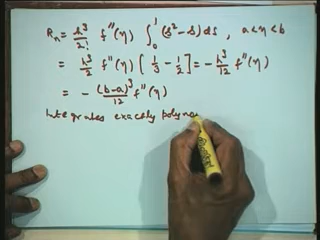 Rn = h³/2! f''(η) ∫₀¹ (s² - s) ds, a < η < b
= h³/2 f''(η) [1/3 - 1/2] = - h³/12 f''(η)
= - (b-a)³/12 f''(η)
Integrates exactly polyno